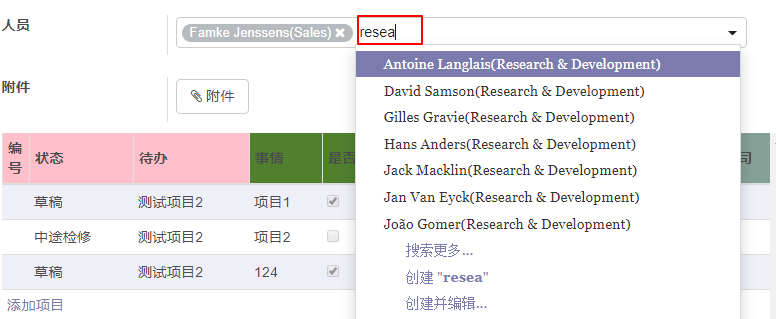 人员
Famke Jenssens(Sales) ✖ resea
Antoine Langlais(Research & Development)
David Samson(Research & Development)
Gilles Gravie(Research & Development)
Hans Anders(Research & Development)
Jack Macklin(Research & Development)
Jan Van Eyck(Research & Development)
João Gomer(Research & Development)
搜索更多...
创建 "resea"
创建并编辑...
附件
附件
编号 状态 待办 事情 是否 司
草稿 测试项目2 项目1
中途检修 测试项目2 项目2
草稿 测试项目2 124
添加项目